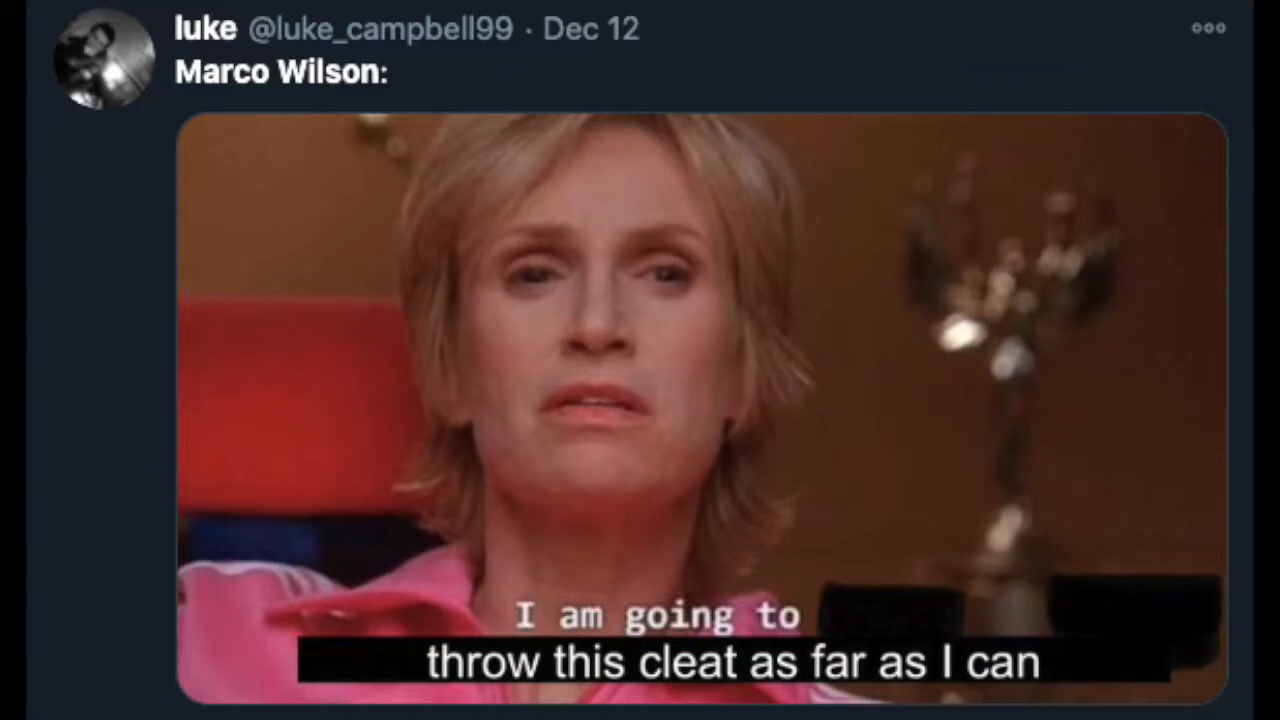 luke @luke_campbell99 · Dec 12
Marco Wilson:
I am going to
throw this cleat as far as I can